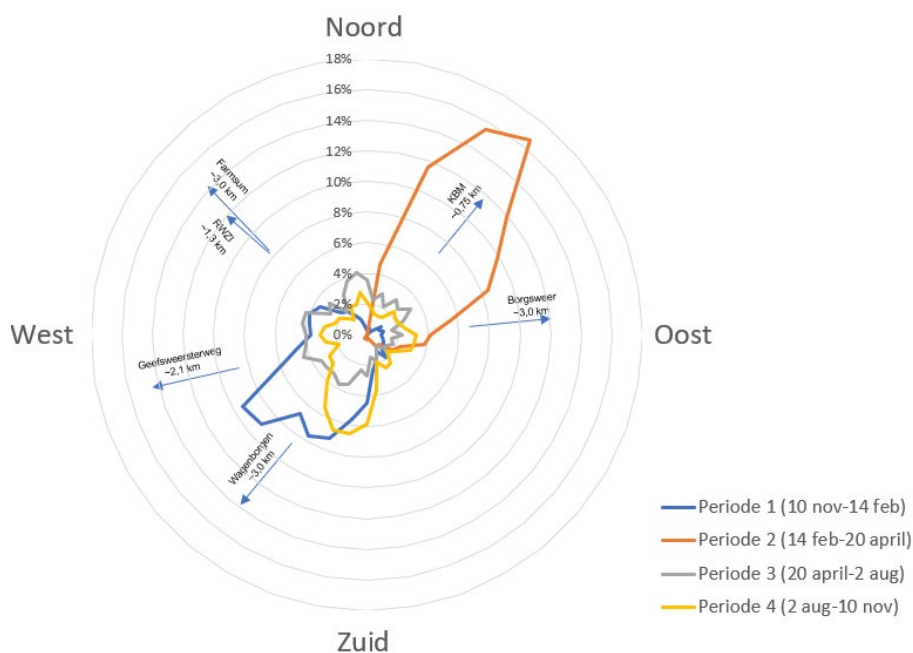 Noord
18%
16%
14%
12%
10%
8%
6%
4%
2%
0%
Farmsum
~3,0 km
RWZI
~1,3 km
KBM
~0,75 km
Borgsweer
~3,0 km
West
Oost
Geefsweersterweg
~2,1 km
Wagenborgen
~3,0 km
Periode 1 (10 nov-14 feb)
Periode 2 (14 feb-20 april)
Periode 3 (20 april-2 aug)
Periode 4 (2 aug-10 nov)
Zuid